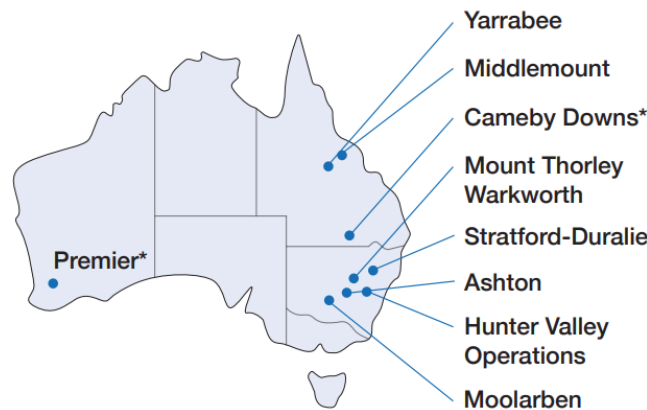 Yarrabee
Middlemount
Cameby Downs*
Mount Thorley
Warkworth
Stratford-Duralie
Premier*
Ashton
Hunter Valley
Operations
Moolarben